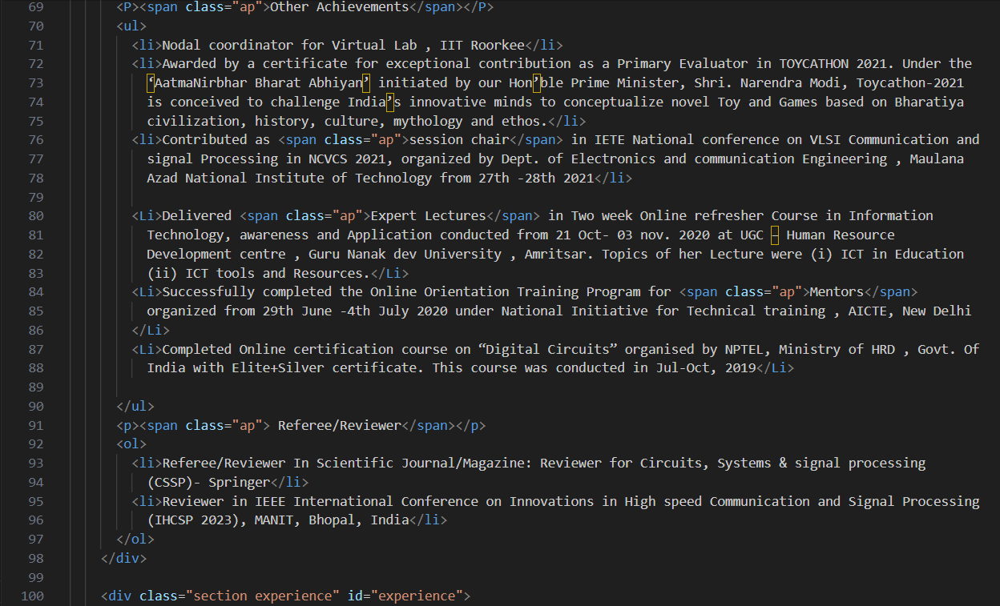 69 <P><span class="ap">Other Achievements</span></P>
70 <ul>
71 <li>Nodal coordinator for Virtual Lab , IIT Roorkee</li>
72 <li>Awarded by a certificate for exceptional contribution as a Primary Evaluator in TOYCATHON 2021. Under the
73 ‘AatmaNirbhar Bharat Abhiyan’ initiated by our Hon’ble Prime Minister, Shri. Narendra Modi, Toycathon-2021
74 is conceived to challenge India’s innovative minds to conceptualize novel Toy and Games based on Bharatiya
75 civilization, history, culture, mythology and ethos.</li>
76 <li>Contributed as <span class="ap">session chair</span> in IETE National conference on VLSI Communication and
77 signal Processing in NCVCS 2021, organized by Dept. of Electronics and communication Engineering , Maulana
78 Azad National Institute of Technology from 27th -28th 2021</li>
79
80 <Li>Delivered <span class="ap">Expert Lectures</span> in Two week Online refresher Course in Information
81 Technology, awareness and Application conducted from 21 Oct- 03 nov. 2020 at UGC – Human Resource
82 Development centre , Guru Nanak dev University , Amritsar. Topics of her Lecture were (i) ICT in Education
83 (ii) ICT tools and Resources.</Li>
84 <Li>Successfully completed the Online Orientation Training Program for <span class="ap">Mentors</span>
85 organized from 29th June -4th July 2020 under National Initiative for Technical training , AICTE, New Delhi
86 </Li>
87 <Li>Completed Online certification course on “Digital Circuits” organised by NPTEL, Ministry of HRD , Govt. Of
88 India with Elite+Silver certificate. This course was conducted in Jul-Oct, 2019</Li>
89
90 </ul>
91 <p><span class="ap"> Referee/Reviewer</span></p>
92 <ol>
93 <li>Referee/Reviewer In Scientific Journal/Magazine: Reviewer for Circuits, Systems & signal processing
94 (CSSP)- Springer</li>
95 <li>Reviewer in IEEE International Conference on Innovations in High speed Communication and Signal Processing
96 (IHCSP 2023), MANIT, Bhopal, India</li>
97 </ol>
98 </div>
99
100 <div class="section experience" id="experience">